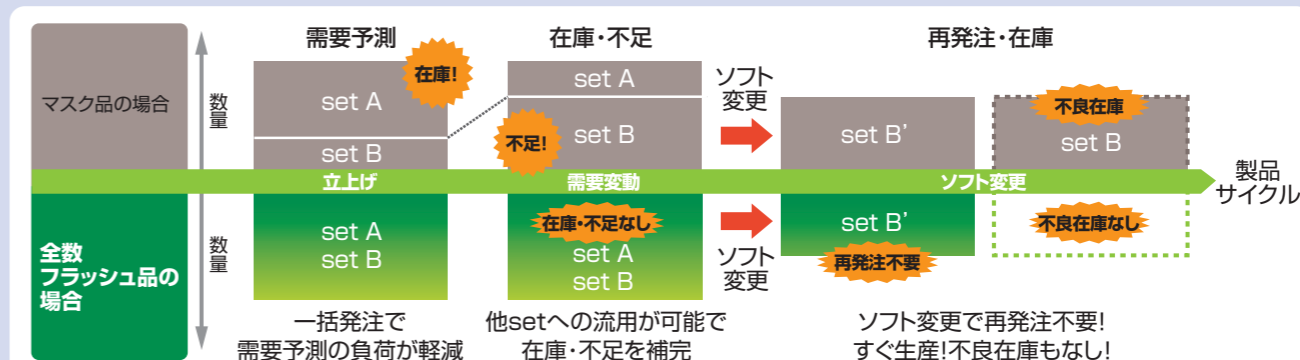 需要予測
在庫・不足
再発注・在庫
マスク品の場合
数量
set A
在庫!
set B
set A
不足!
set B
ソフト
変更
set B’
不良在庫
set B
立上げ
需要変動
ソフト変更
製品
サイクル
全数
フラッシュ品の
場合
数量
set A
set B
在庫・不足なし
set A
set B
ソフト
変更
set B’
再発注不要
不良在庫なし
一括発注で
需要予測の負荷が軽減
他setへの流用が可能で
在庫・不足を補完
ソフト変更で再発注不要!
すぐ生産!不良在庫もなし!